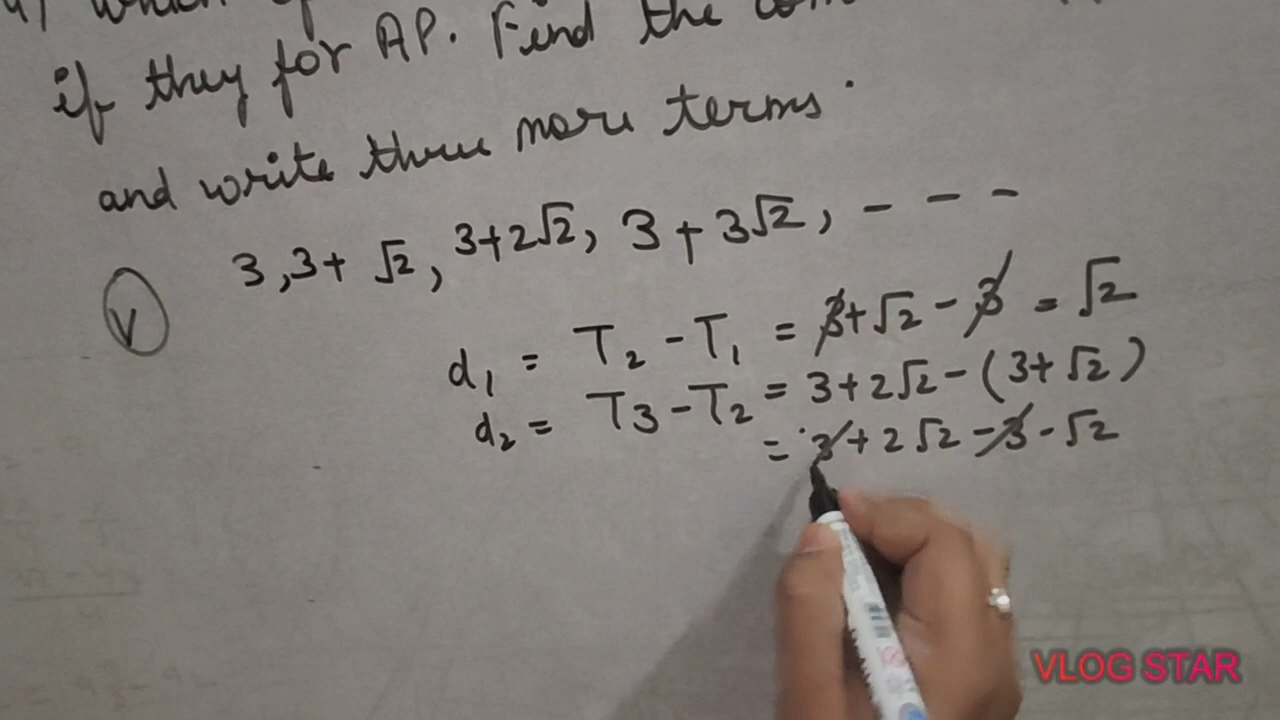 which
if they for AP. Find the com
and write three more terms.
V 3, 3+ √2, 3+2√2, 3 + 3√2, - - -
d₁ = T₂ - T₁ = 3+√2 - 3 = √2
d₂ = T₃ - T₂ = 3+2√2 - (3+√2)
= 3+2√2 - 3 - √2
VLOG STAR